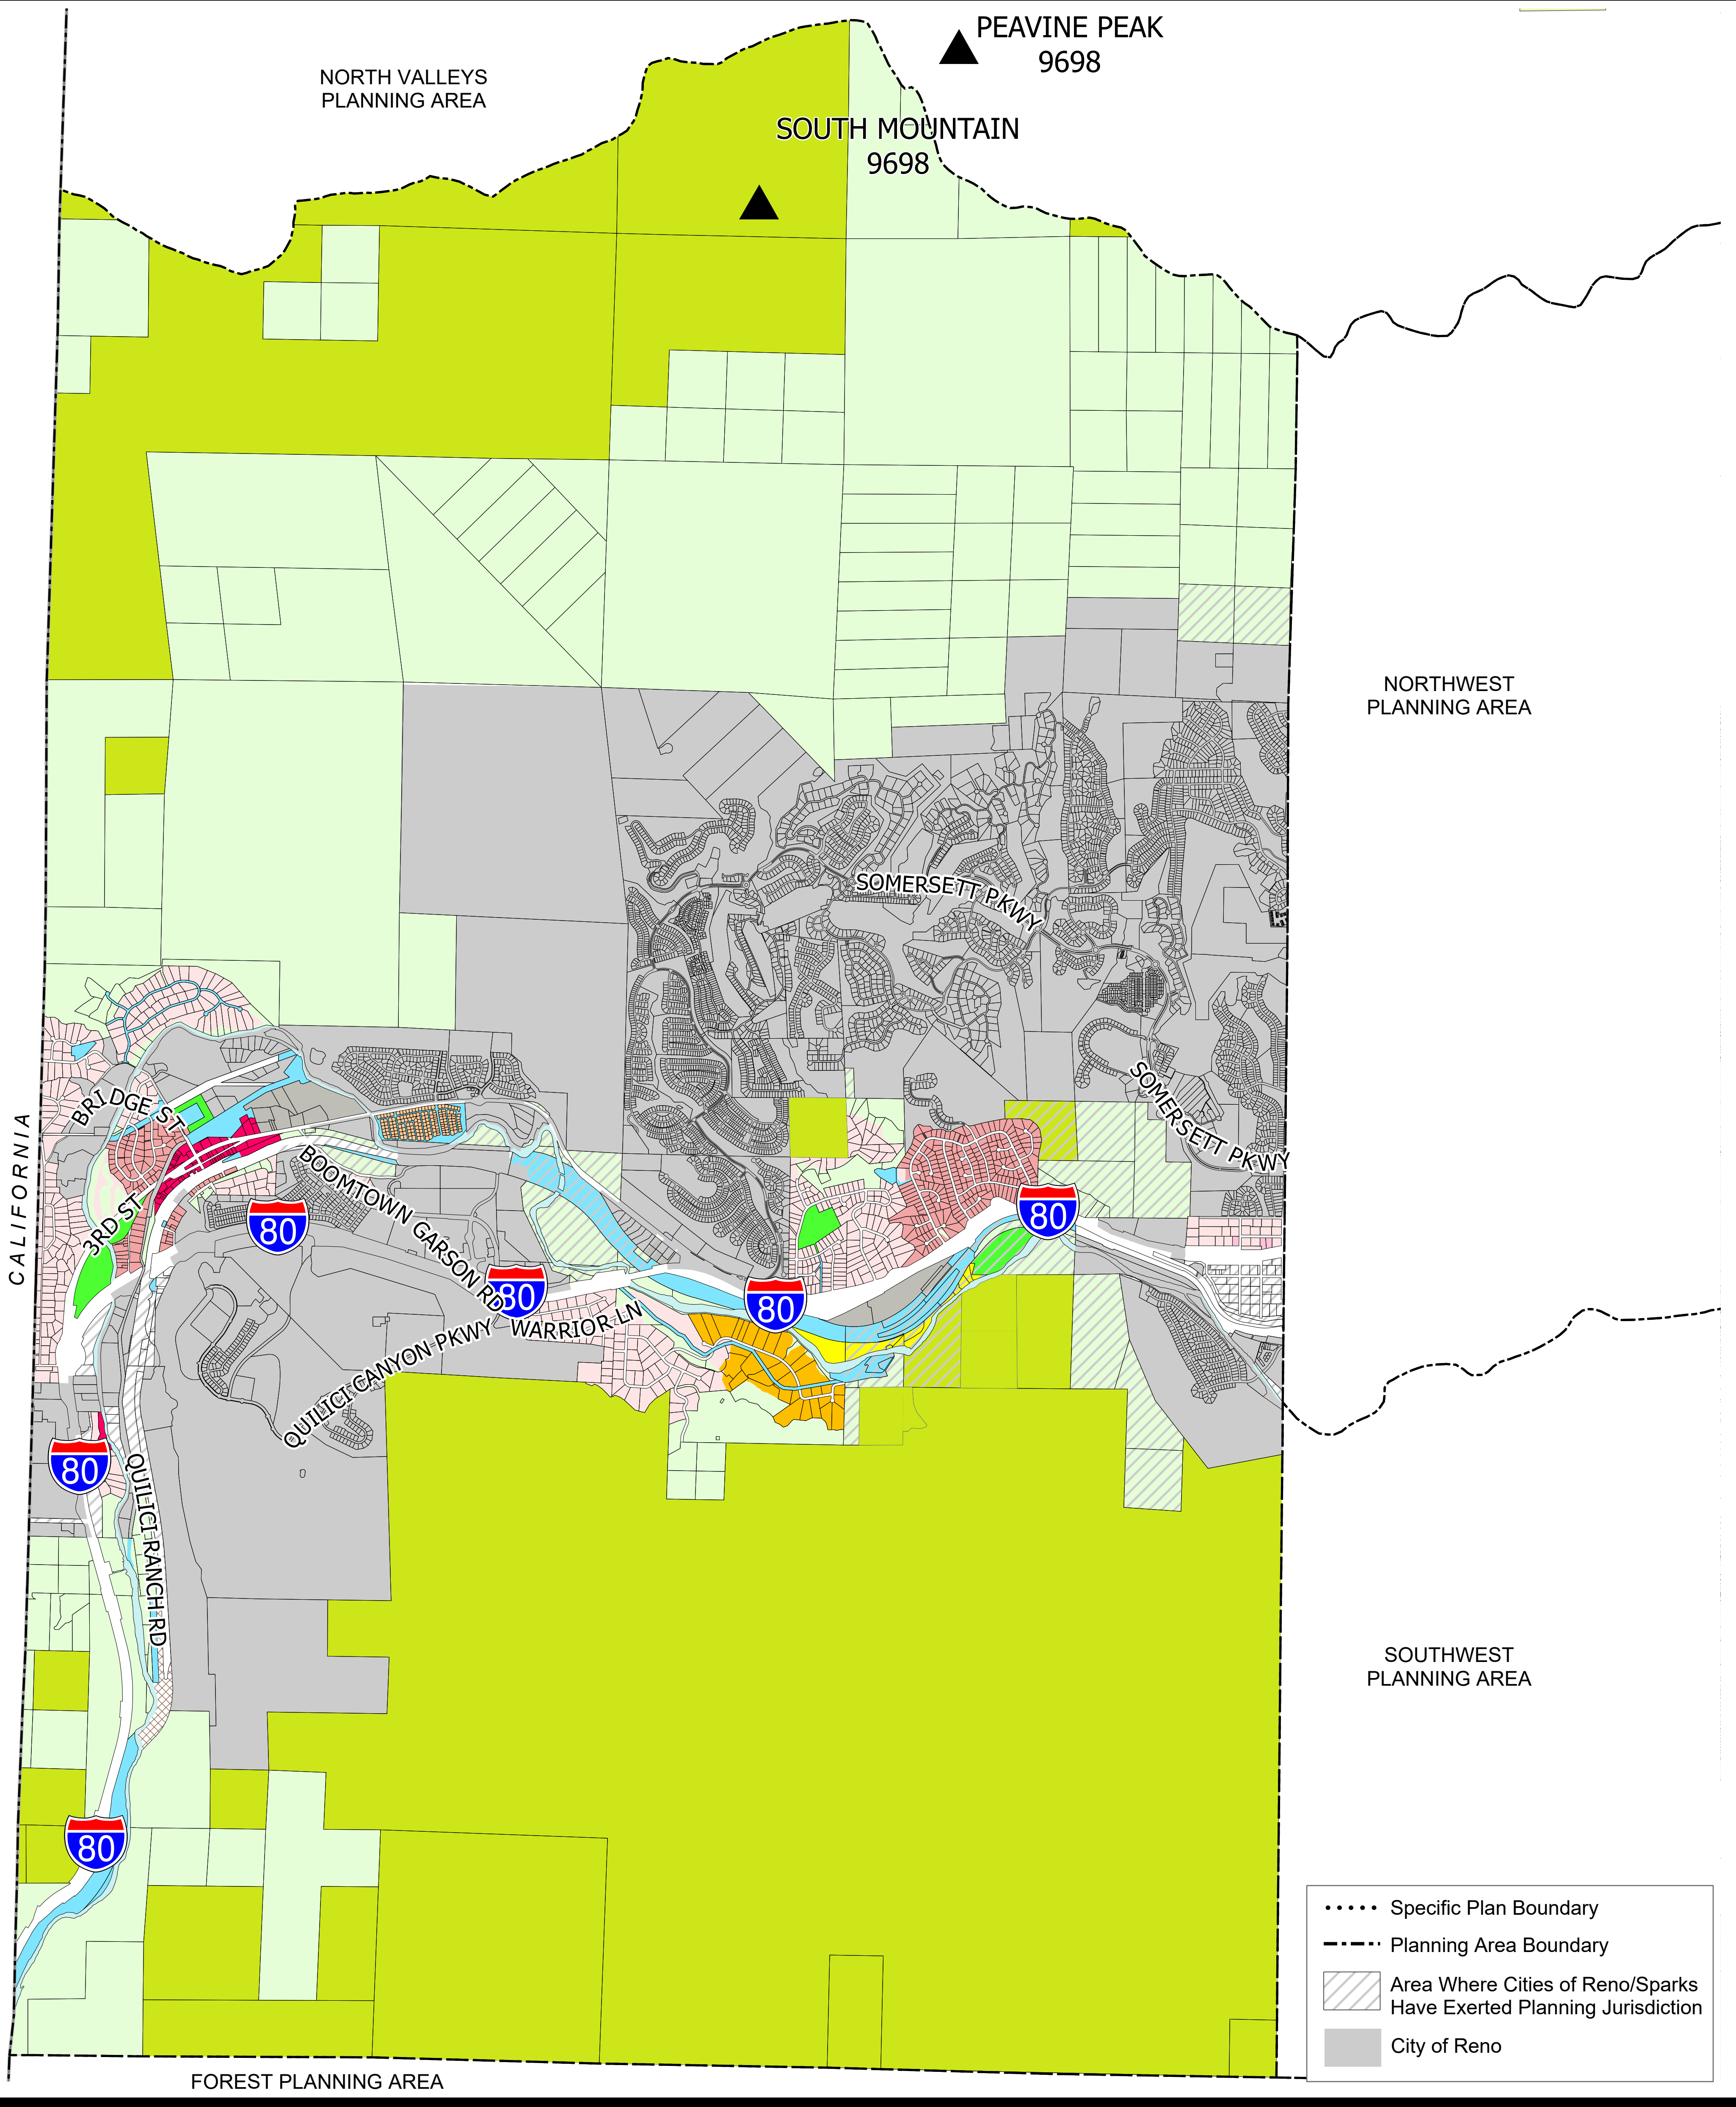 PEAVINE PEAK
9698
NORTH VALLEYS
PLANNING AREA
SOUTH MOUNTAIN
9698
NORTHWEST
PLANNING AREA
SOMERSETT PKWY
SOMERSETT PKWY
BRIDGE ST
CALIFORNIA
3RD ST
BOOMTOWN GARSON RD
80
80
80
80
WARRIOR LN
QUILICI CANYON PKWY
80
QUILICI RANCH RD
SOUTHWEST
PLANNING AREA
80
Specific Plan Boundary
Planning Area Boundary
Area Where Cities of Reno/Sparks
Have Exerted Planning Jurisdiction
City of Reno
FOREST PLANNING AREA